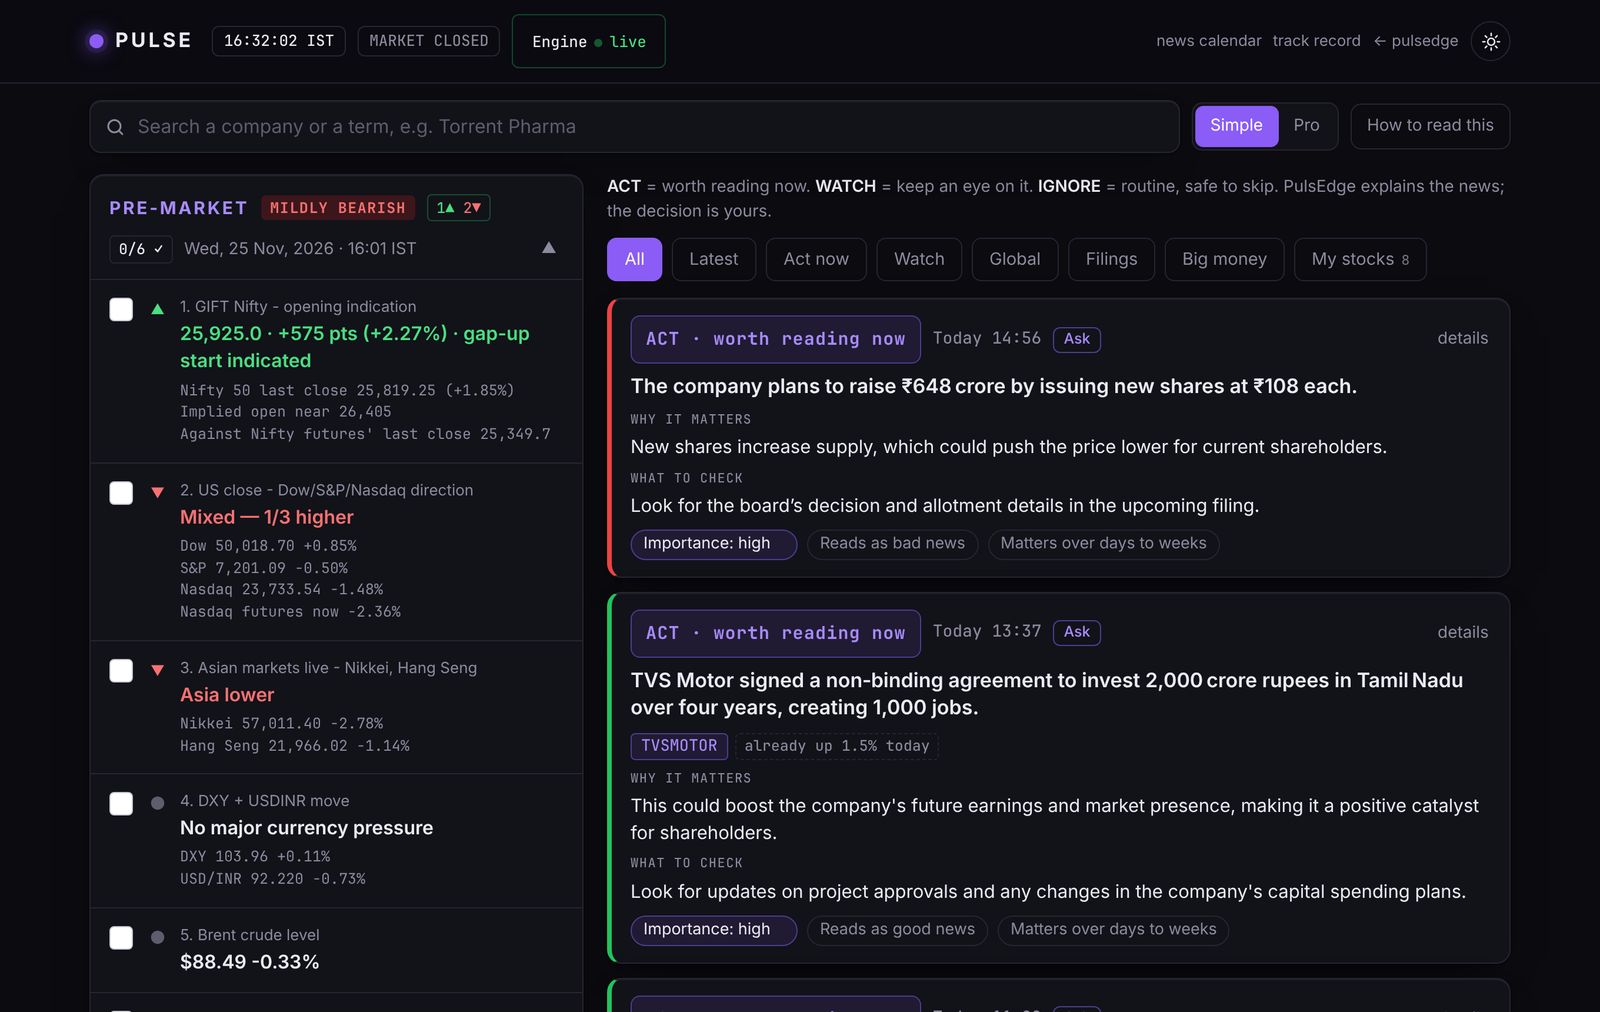 PULSE
16:32:02 IST
MARKET CLOSED
Engine live
news calendar
track record
← pulsedge
Search a company or a term, e.g. Torrent Pharma
Simple
Pro
How to read this
PRE-MARKET
MILDLY BEARISH
1▲ 2▼
0/6 ✓
Wed, 25 Nov, 2026 · 16:01 IST
1. GIFT Nifty - opening indication
25,925.0 · +575 pts (+2.27%) · gap-up
start indicated
Nifty 50 last close 25,819.25 (+1.85%)
Implied open near 26,405
Against Nifty futures' last close 25,349.7
2. US close - Dow/S&P/Nasdaq direction
Mixed — 1/3 higher
Dow 50,018.70 +0.85%
S&P 7,201.09 -0.50%
Nasdaq 23,733.54 -1.48%
Nasdaq futures now -2.36%
3. Asian markets live - Nikkei, Hang Seng
Asia lower
Nikkei 57,011.40 -2.78%
Hang Seng 21,966.02 -1.14%
4. DXY + USDINR move
No major currency pressure
DXY 103.96 +0.11%
USD/INR 92.220 -0.73%
5. Brent crude level
$88.49 -0.33%
ACT = worth reading now. WATCH = keep an eye on it. IGNORE = routine, safe to skip. PulsEdge explains the news;
the decision is yours.
All
Latest
Act now
Watch
Global
Filings
Big money
My stocks 8
ACT · worth reading now
Today 14:56
Ask
details
The company plans to raise ₹648 crore by issuing new shares at ₹108 each.
WHY IT MATTERS
New shares increase supply, which could push the price lower for current shareholders.
WHAT TO CHECK
Look for the board’s decision and allotment details in the upcoming filing.
Importance: high
Reads as bad news
Matters over days to weeks
ACT · worth reading now
Today 13:37
Ask
details
TVS Motor signed a non-binding agreement to invest 2,000 crore rupees in Tamil Nadu
over four years, creating 1,000 jobs.
TVSMOTOR
already up 1.5% today
WHY IT MATTERS
This could boost the company's future earnings and market presence, making it a positive catalyst
for shareholders.
WHAT TO CHECK
Look for updates on project approvals and any changes in the company's capital spending plans.
Importance: high
Reads as good news
Matters over days to weeks